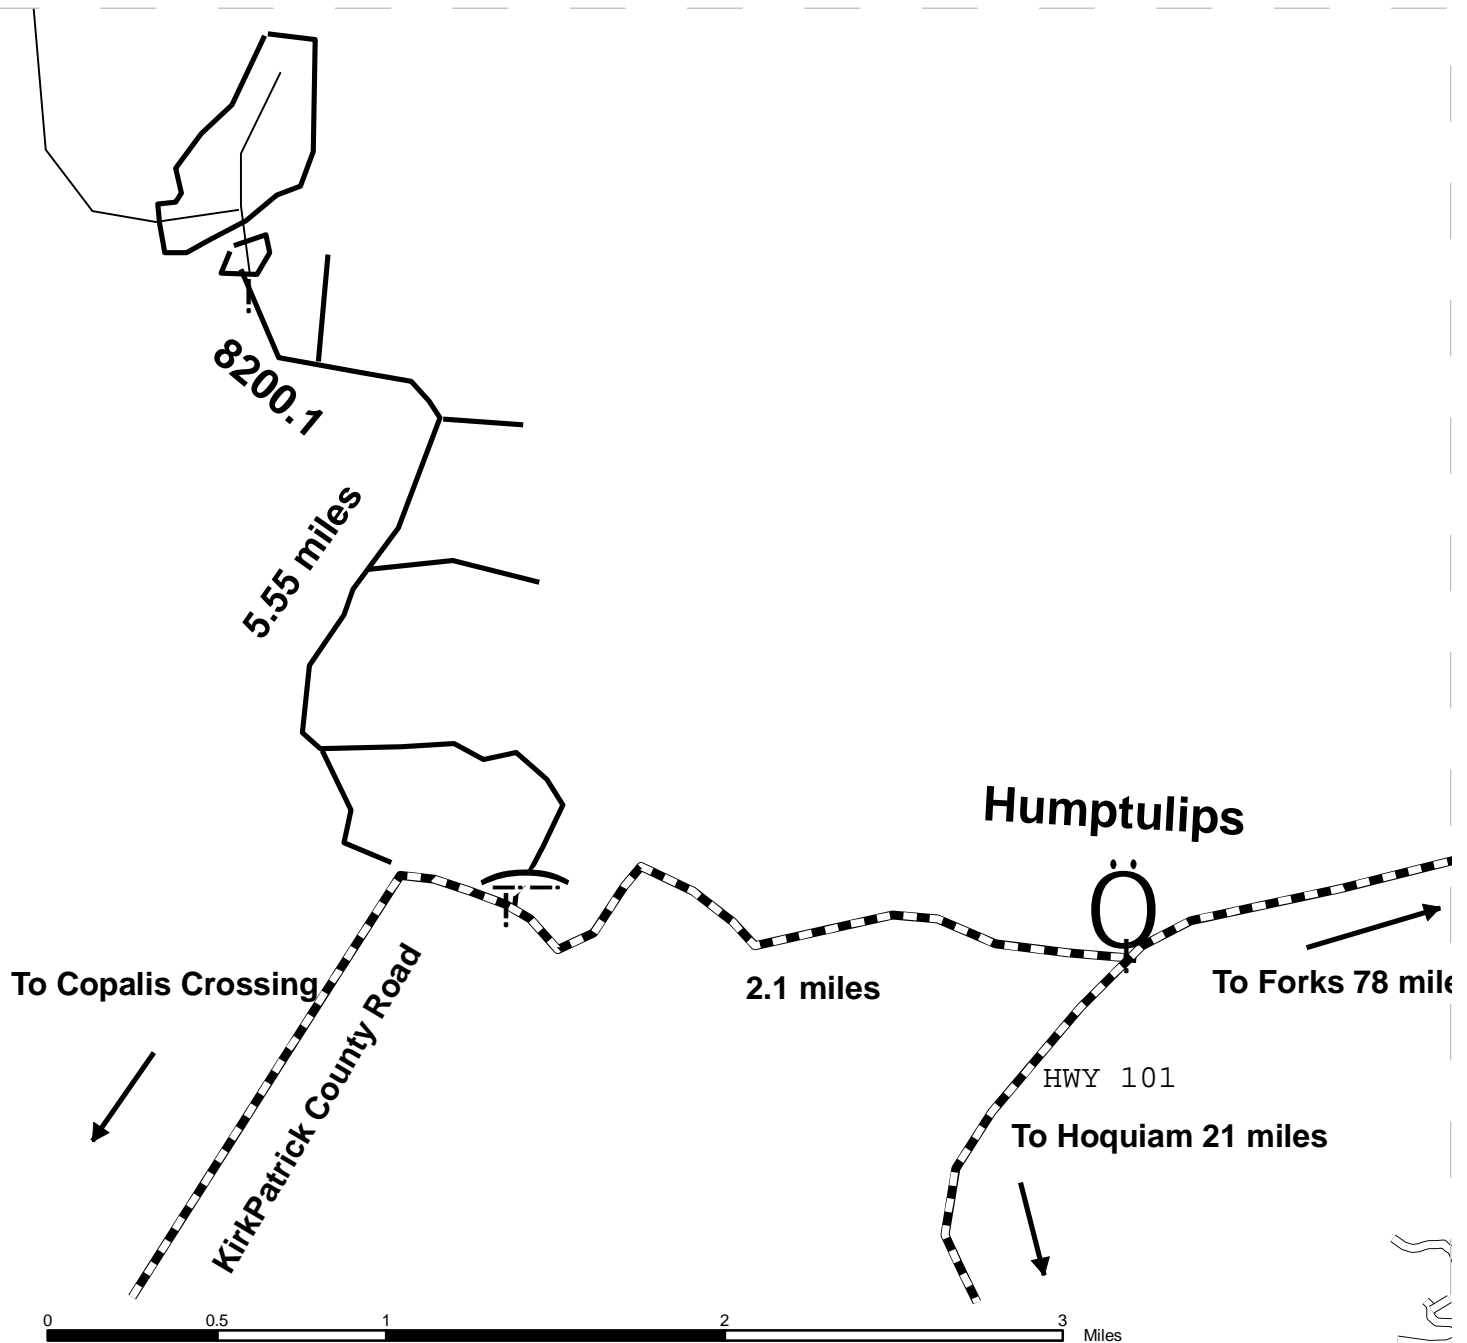 8200.1
5.55 miles
Humptulips
To Copalis Crossing
2.1 miles
To Forks 78 mile
KirkPatrick County Road
HWY 101
To Hoquiam 21 miles
0 0.5 1 2 3
Miles